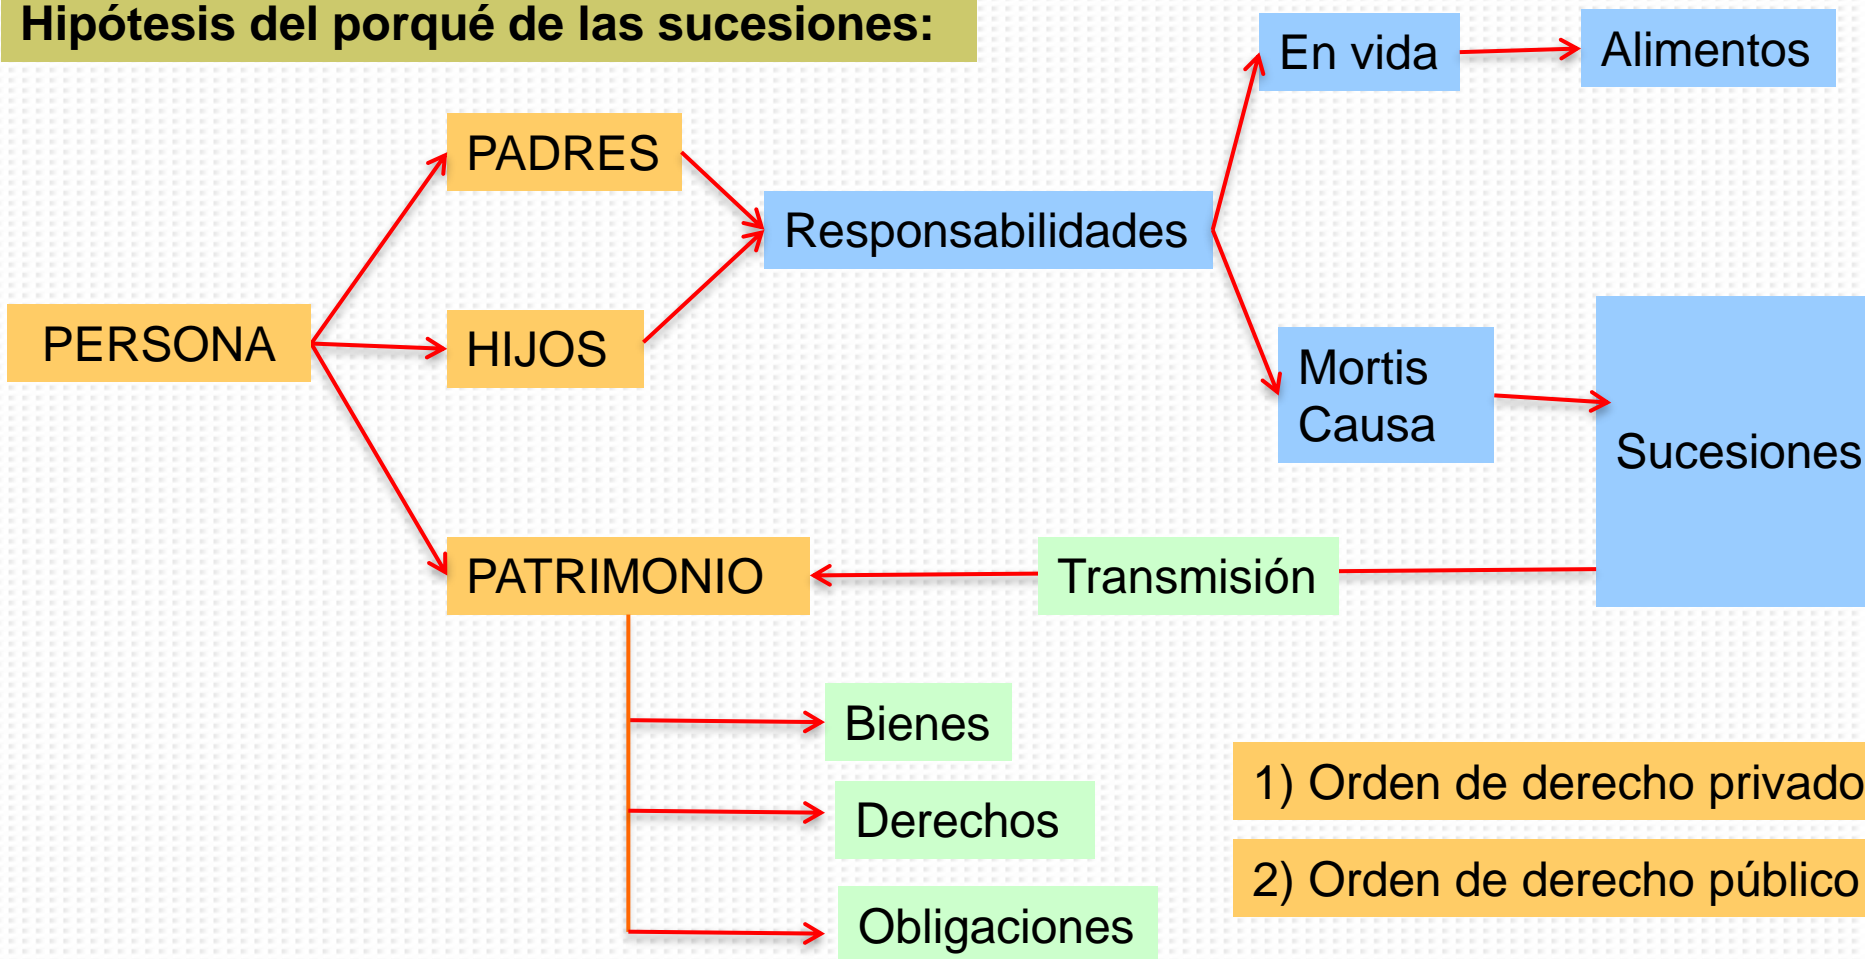 Hipótesis del porqué de las sucesiones:
En vida
Alimentos
PADRES
Responsabilidades
PERSONA
HIJOS
Mortis
Causa
Sucesiones
PATRIMONIO
Transmisión
Bienes
Derechos
Obligaciones
1) Orden de derecho privado
2) Orden de derecho público